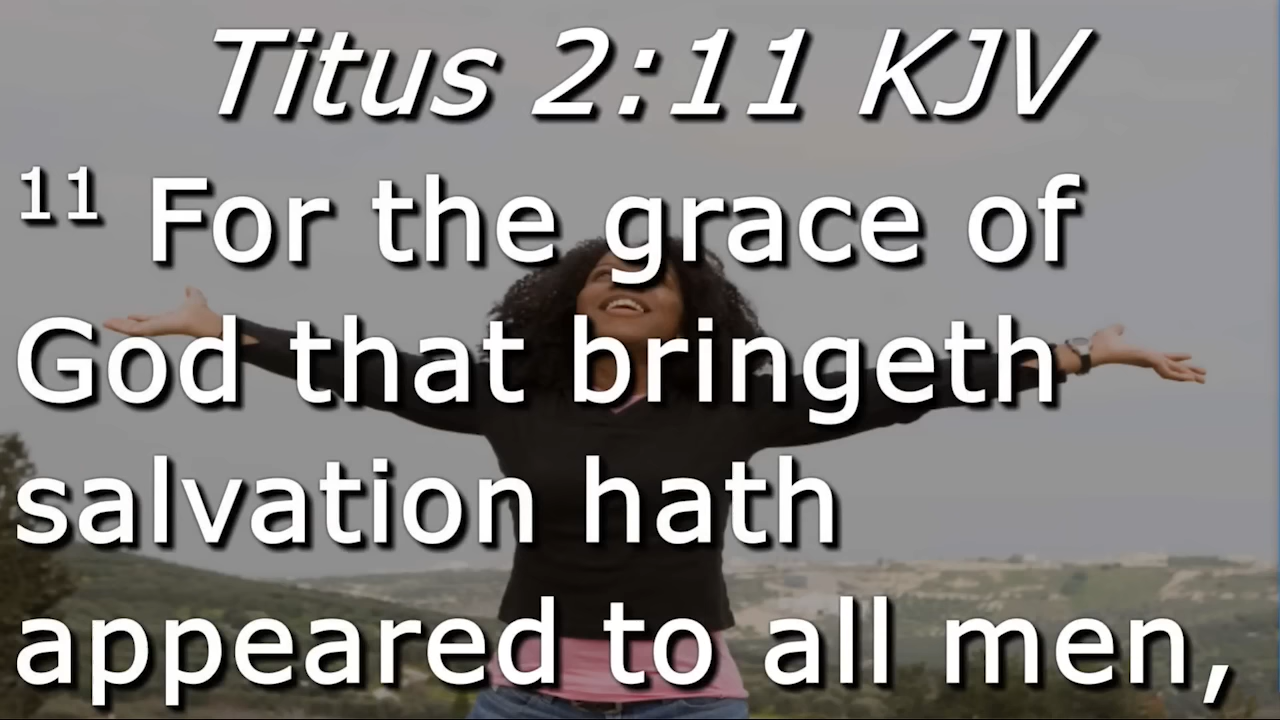 Titus 2:11 KJV
11 For the grace of
God that bringeth
salvation hath
appeared to all men,